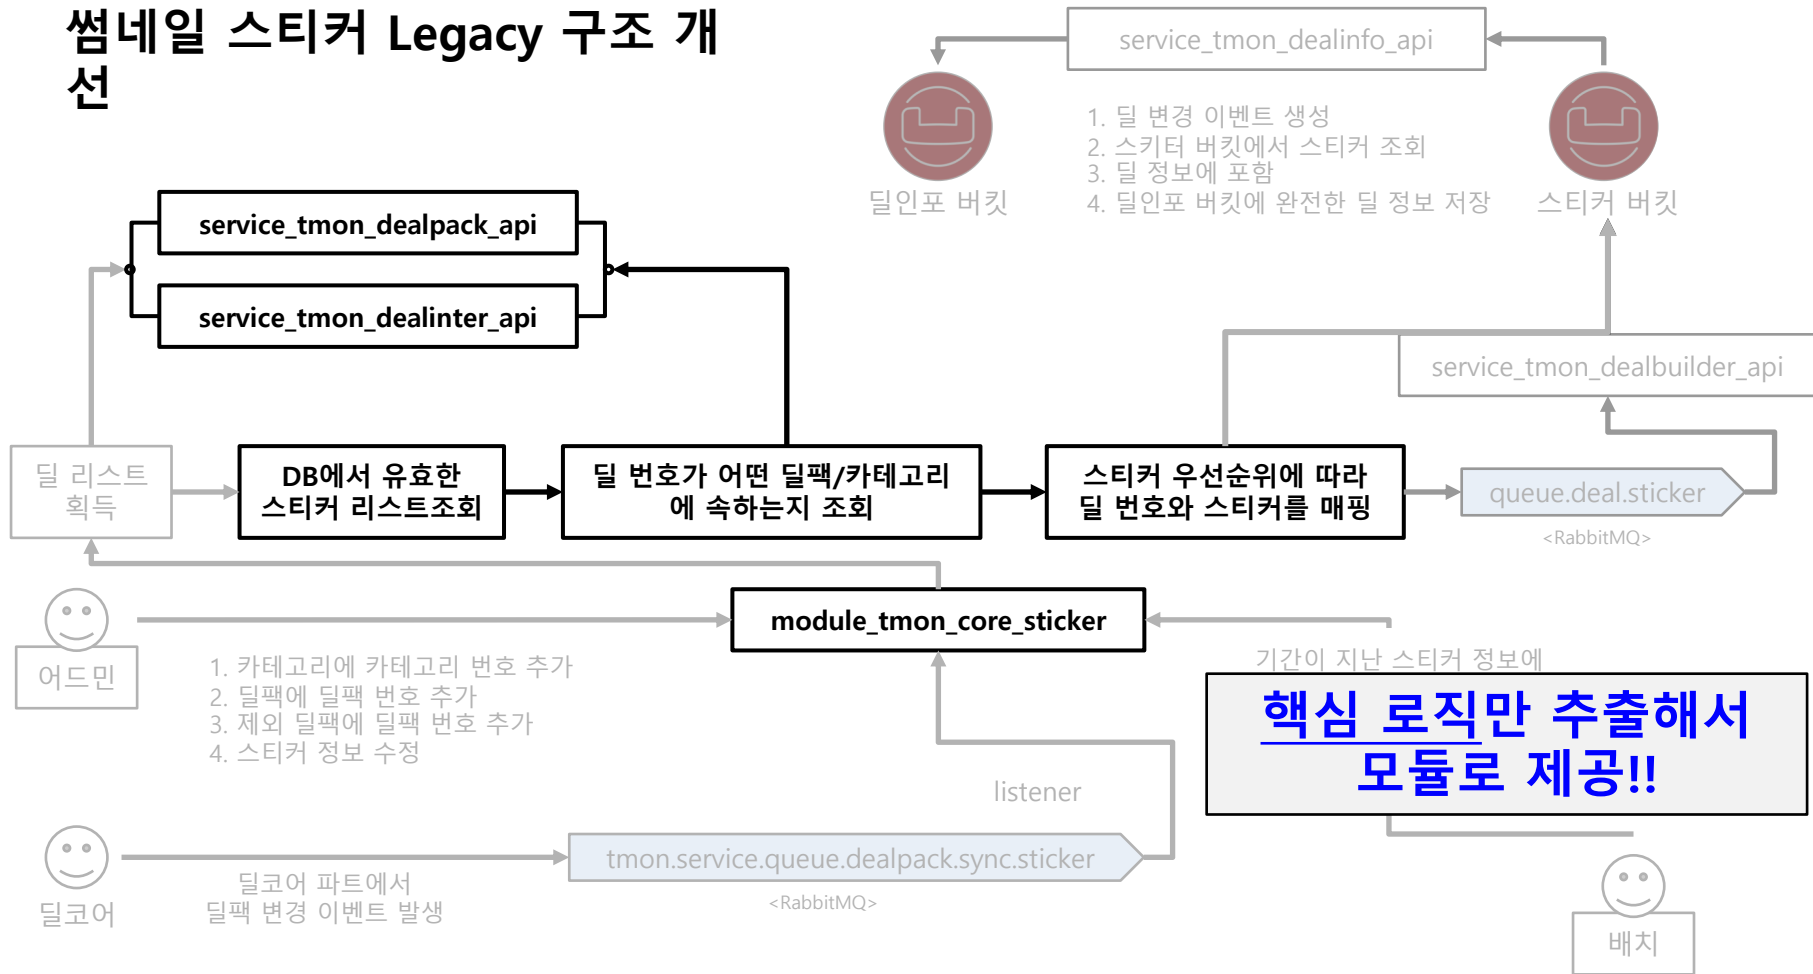 썸네일 스티커 Legacy 구조 개
선
service_tmon_dealinfo_api
1. 딜 변경 이벤트 생성
2. 스키터 버킷에서 스티커 조회
3. 딜 정보에 포함
4. 딜인포 버킷에 완전한 딜 정보 저장
딜인포 버킷
스티커 버킷
service_tmon_dealpack_api
service_tmon_dealinter_api
service_tmon_dealbuilder_api
딜 리스트
획득
DB에서 유효한
스티커 리스트조회
딜 번호가 어떤 딜팩/카테고리
에 속하는지 조회
스티커 우선순위에 따라
딜 번호와 스티커를 매핑
queue.deal.sticker
<RabbitMQ>
module_tmon_core_sticker
어드민
1. 카테고리에 카테고리 번호 추가
2. 딜팩에 딜팩 번호 추가
3. 제외 딜팩에 딜팩 번호 추가
4. 스티커 정보 수정
기간이 지난 스티커 정보에
핵심 로직만 추출해서
모듈로 제공!!
listener
tmon.service.queue.dealpack.sync.sticker
<RabbitMQ>
딜코어
딜코어 파트에서
딜팩 변경 이벤트 발생
배치